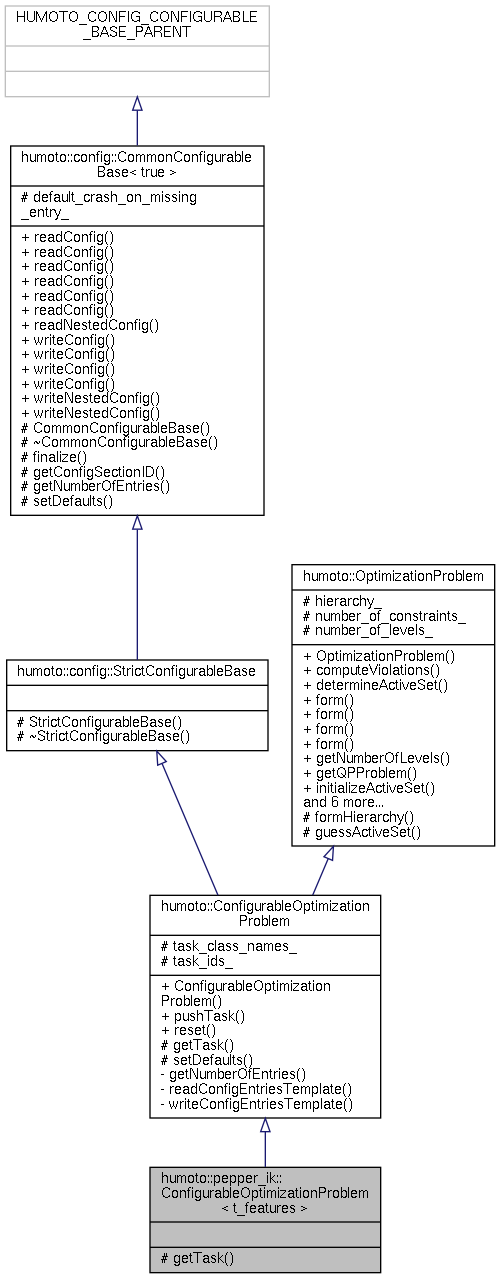 HUMOTO_CONFIG_CONFIGURABLE
_BASE_PARENT
humoto::config::CommonConfigurable
Base< true >
# default_crash_on_missing
_entry_
+ readConfig()
+ readConfig()
+ readConfig()
+ readConfig()
+ readConfig()
+ readConfig()
+ readNestedConfig()
+ writeConfig()
+ writeConfig()
+ writeConfig()
+ writeConfig()
+ writeNestedConfig()
+ writeNestedConfig()
# CommonConfigurableBase()
# ~CommonConfigurableBase()
# finalize()
# getConfigSectionID()
# getNumberOfEntries()
# setDefaults()
humoto::config::StrictConfigurableBase
# StrictConfigurableBase()
# ~StrictConfigurableBase()
humoto::OptimizationProblem
# hierarchy_
# number_of_constraints_
# number_of_levels_
+ OptimizationProblem()
+ computeViolations()
+ determineActiveSet()
+ form()
+ form()
+ form()
+ form()
+ getNumberOfLevels()
+ getQPProblem()
+ initializeActiveSet()
and 6 more...
# formHierarchy()
# guessActiveSet()
humoto::ConfigurableOptimization
Problem
# task_class_names_
# task_ids_
+ ConfigurableOptimization
Problem()
+ pushTask()
+ reset()
# getTask()
# setDefaults()
- getNumberOfEntries()
- readConfigEntriesTemplate()
- writeConfigEntriesTemplate()
humoto::pepper_ik::
ConfigurableOptimizationProblem
< t_features >
# getTask()